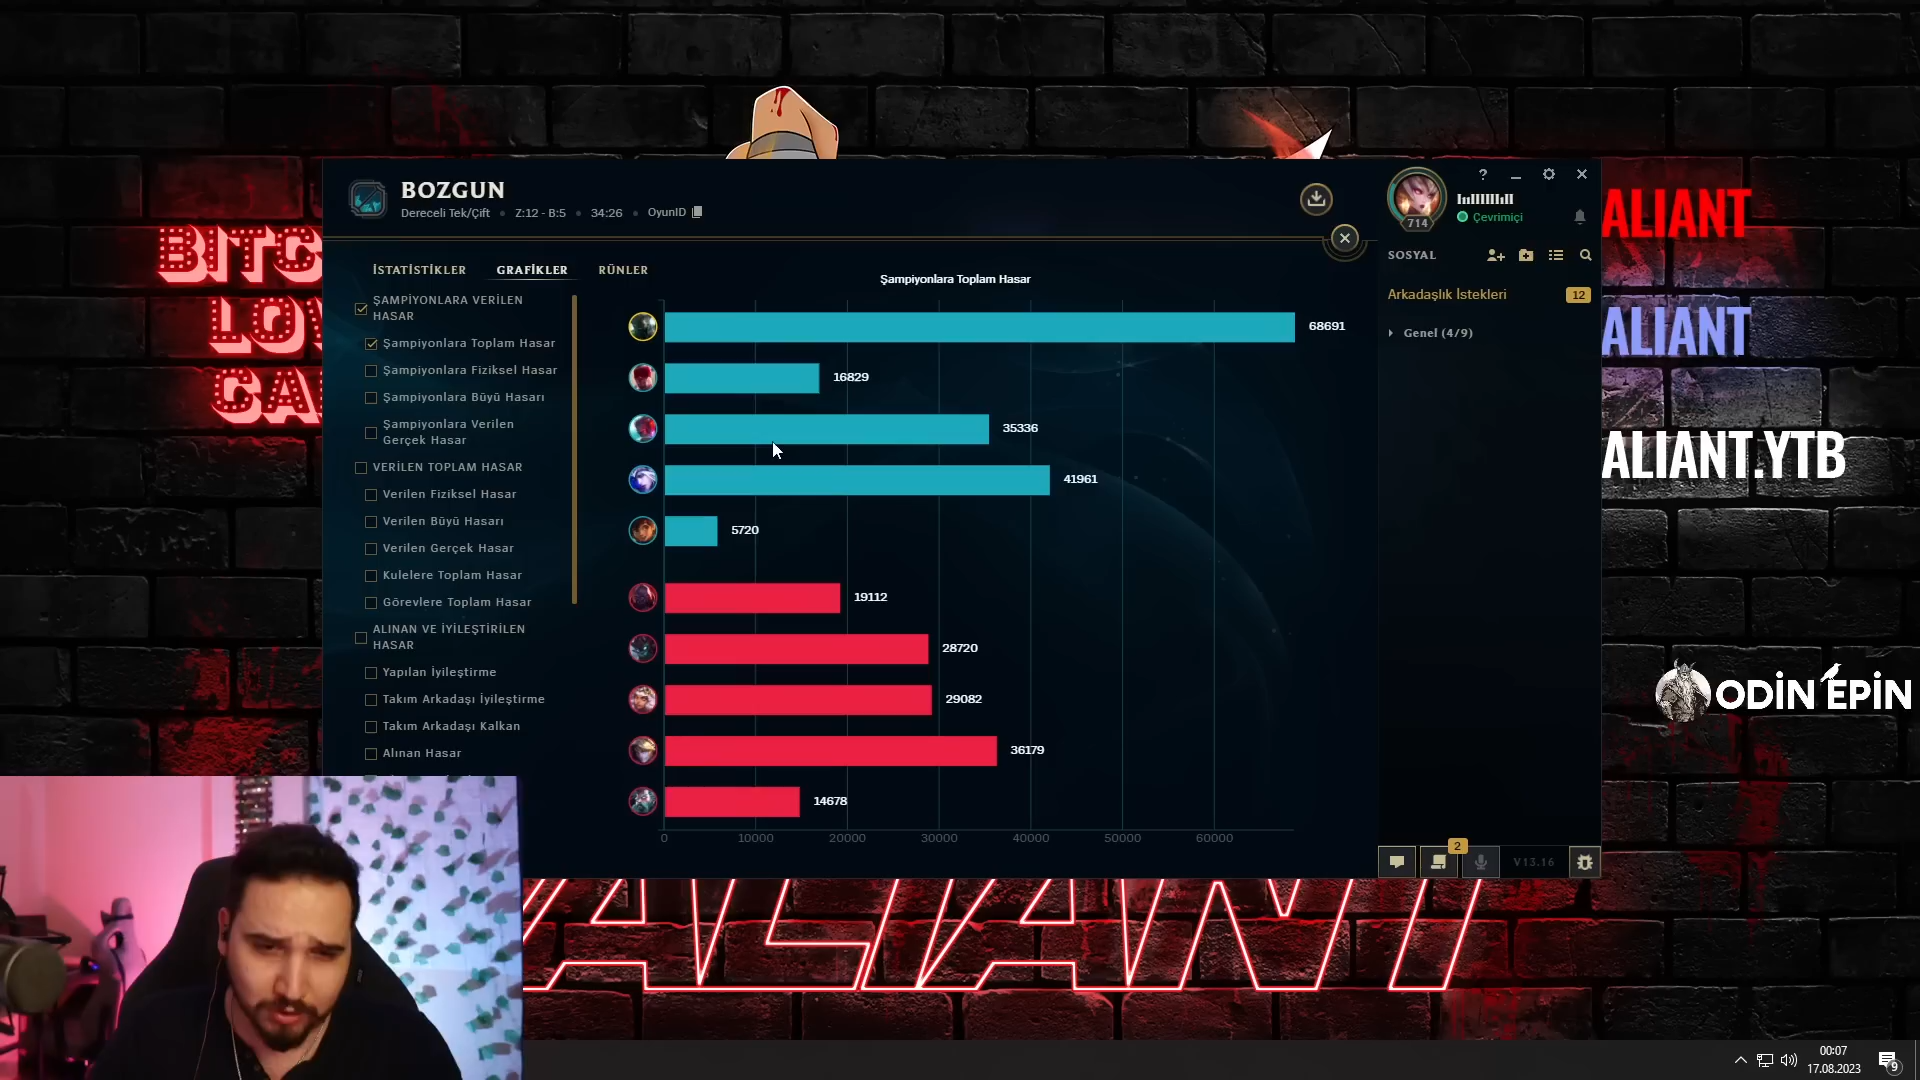 BOZGUN
Dereceli Tek/Çift • Z:12 - B:5 • 34:26 • OyunID
714
Çevrimiçi
SOSYAL
Arkadaşlık İstekleri 12
Genel (4/9)
İSTATİSTİKLER GRAFİKLER RÜNLER
Şampiyonlara Toplam Hasar
ŞAMPİYONLARA VERİLEN
HASAR
Şampiyonlara Toplam Hasar
Şampiyonlara Fiziksel Hasar
Şampiyonlara Büyü Hasarı
Şampiyonlara Verilen
Gerçek Hasar
VERİLEN TOPLAM HASAR
Verilen Fiziksel Hasar
Verilen Büyü Hasarı
Verilen Gerçek Hasar
Kulelere Toplam Hasar
Görevlere Toplam Hasar
ALINAN VE İYİLEŞTİRİLEN
HASAR
Yapılan İyileştirme
Takım Arkadaşı İyileştirme
Takım Arkadaşı Kalkan
Alınan Hasar
68691
16829
35336
41961
5720
19112
28720
29082
36179
14678
0 10000 20000 30000 40000 50000 60000
2
V13.16
ALIANT
ALIANT
ALIANT.YTB
ODİN EPİN
00:07
17.08.2023
9